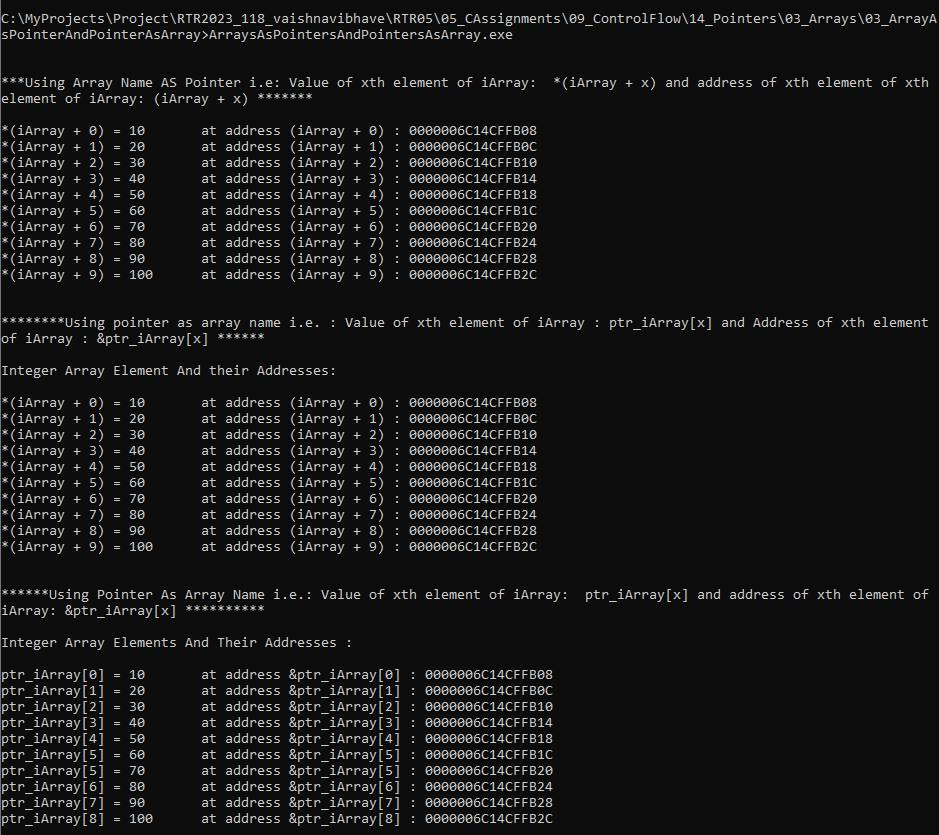 C:\MyProjects\Project\RTR2023_118_vaishnavibhave\RTR05\05_CAssignments\09_ControlFlow\14_Pointers\03_Arrays\03_ArrayA
sPointerAndPointerAsArray>ArraysAsPointersAndPointersAsArray.exe
***Using Array Name AS Pointer i.e: Value of xth element of iArray:  *(iArray + x) and address of xth element of xth
element of iArray: (iArray + x) *******
*(iArray + 0) = 10       at address (iArray + 0) : 0000006C14CFFB08
*(iArray + 1) = 20       at address (iArray + 1) : 0000006C14CFFB0C
*(iArray + 2) = 30       at address (iArray + 2) : 0000006C14CFFB10
*(iArray + 3) = 40       at address (iArray + 3) : 0000006C14CFFB14
*(iArray + 4) = 50       at address (iArray + 4) : 0000006C14CFFB18
*(iArray + 5) = 60       at address (iArray + 5) : 0000006C14CFFB1C
*(iArray + 6) = 70       at address (iArray + 6) : 0000006C14CFFB20
*(iArray + 7) = 80       at address (iArray + 7) : 0000006C14CFFB24
*(iArray + 8) = 90       at address (iArray + 8) : 0000006C14CFFB28
*(iArray + 9) = 100      at address (iArray + 9) : 0000006C14CFFB2C
********Using pointer as array name i.e. : Value of xth element of iArray : ptr_iArray[x] and Address of xth element
of iArray : &ptr_iArray[x] ******
Integer Array Element And their Addresses:
*(iArray + 0) = 10       at address (iArray + 0) : 0000006C14CFFB08
*(iArray + 1) = 20       at address (iArray + 1) : 0000006C14CFFB0C
*(iArray + 2) = 30       at address (iArray + 2) : 0000006C14CFFB10
*(iArray + 3) = 40       at address (iArray + 3) : 0000006C14CFFB14
*(iArray + 4) = 50       at address (iArray + 4) : 0000006C14CFFB18
*(iArray + 5) = 60       at address (iArray + 5) : 0000006C14CFFB1C
*(iArray + 6) = 70       at address (iArray + 6) : 0000006C14CFFB20
*(iArray + 7) = 80       at address (iArray + 7) : 0000006C14CFFB24
*(iArray + 8) = 90       at address (iArray + 8) : 0000006C14CFFB28
*(iArray + 9) = 100      at address (iArray + 9) : 0000006C14CFFB2C
******Using Pointer As Array Name i.e.: Value of xth element of iArray:  ptr_iArray[x] and address of xth element of
iArray: &ptr_iArray[x] **********
Integer Array Elements And Their Addresses :
ptr_iArray[0] = 10       at address &ptr_iArray[0] : 0000006C14CFFB08
ptr_iArray[1] = 20       at address &ptr_iArray[1] : 0000006C14CFFB0C
ptr_iArray[2] = 30       at address &ptr_iArray[2] : 0000006C14CFFB10
ptr_iArray[3] = 40       at address &ptr_iArray[3] : 0000006C14CFFB14
ptr_iArray[4] = 50       at address &ptr_iArray[4] : 0000006C14CFFB18
ptr_iArray[5] = 60       at address &ptr_iArray[5] : 0000006C14CFFB1C
ptr_iArray[5] = 70       at address &ptr_iArray[5] : 0000006C14CFFB20
ptr_iArray[6] = 80       at address &ptr_iArray[6] : 0000006C14CFFB24
ptr_iArray[7] = 90       at address &ptr_iArray[7] : 0000006C14CFFB28
ptr_iArray[8] = 100      at address &ptr_iArray[8] : 0000006C14CFFB2C